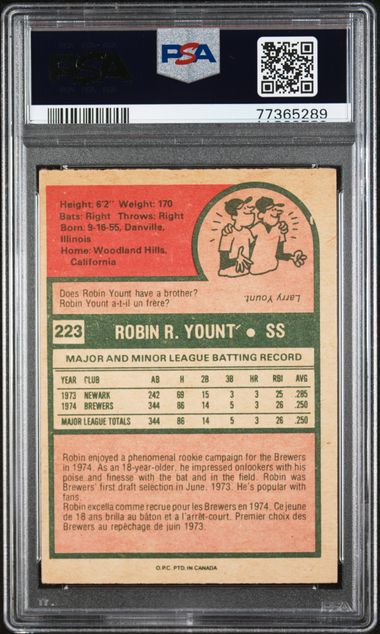 PSA
PSA
77365289
Height: 6'2" Weight: 170
Bats: Right Throws: Right
Born: 9-16-55, Danville,
Illinois
Home: Woodland Hills,
California
Larry Yount
Does Robin Yount have a brother?
Robin Yount a-t-il un frère?
223 ROBIN R. YOUNT • SS
MAJOR AND MINOR LEAGUE BATTING RECORD
YEAR CLUB AB H 2B 3B HR RBI AVG
1973 NEWARK 242 69 15 3 3 25 .285
1974 BREWERS 344 86 14 5 3 26 .250
MAJOR LEAGUE TOTALS 344 86 14 5 3 26 .250
Robin enjoyed a phenomenal rookie campaign for the Brewers
in 1974. As an 18-year-older, he impressed onlookers with his
poise and finesse with the bat and in the field. Robin was
Brewers' first draft selection in June, 1973. He's popular with
fans.
Robin excella comme recrue pour les Brewers en 1974. Ce jeune
de 18 ans brilla au bâton et a l'arrêt-court. Premier choix des
Brewers au repêchage de juin 1973.
O.P.C. PTD. IN CANADA
PSA